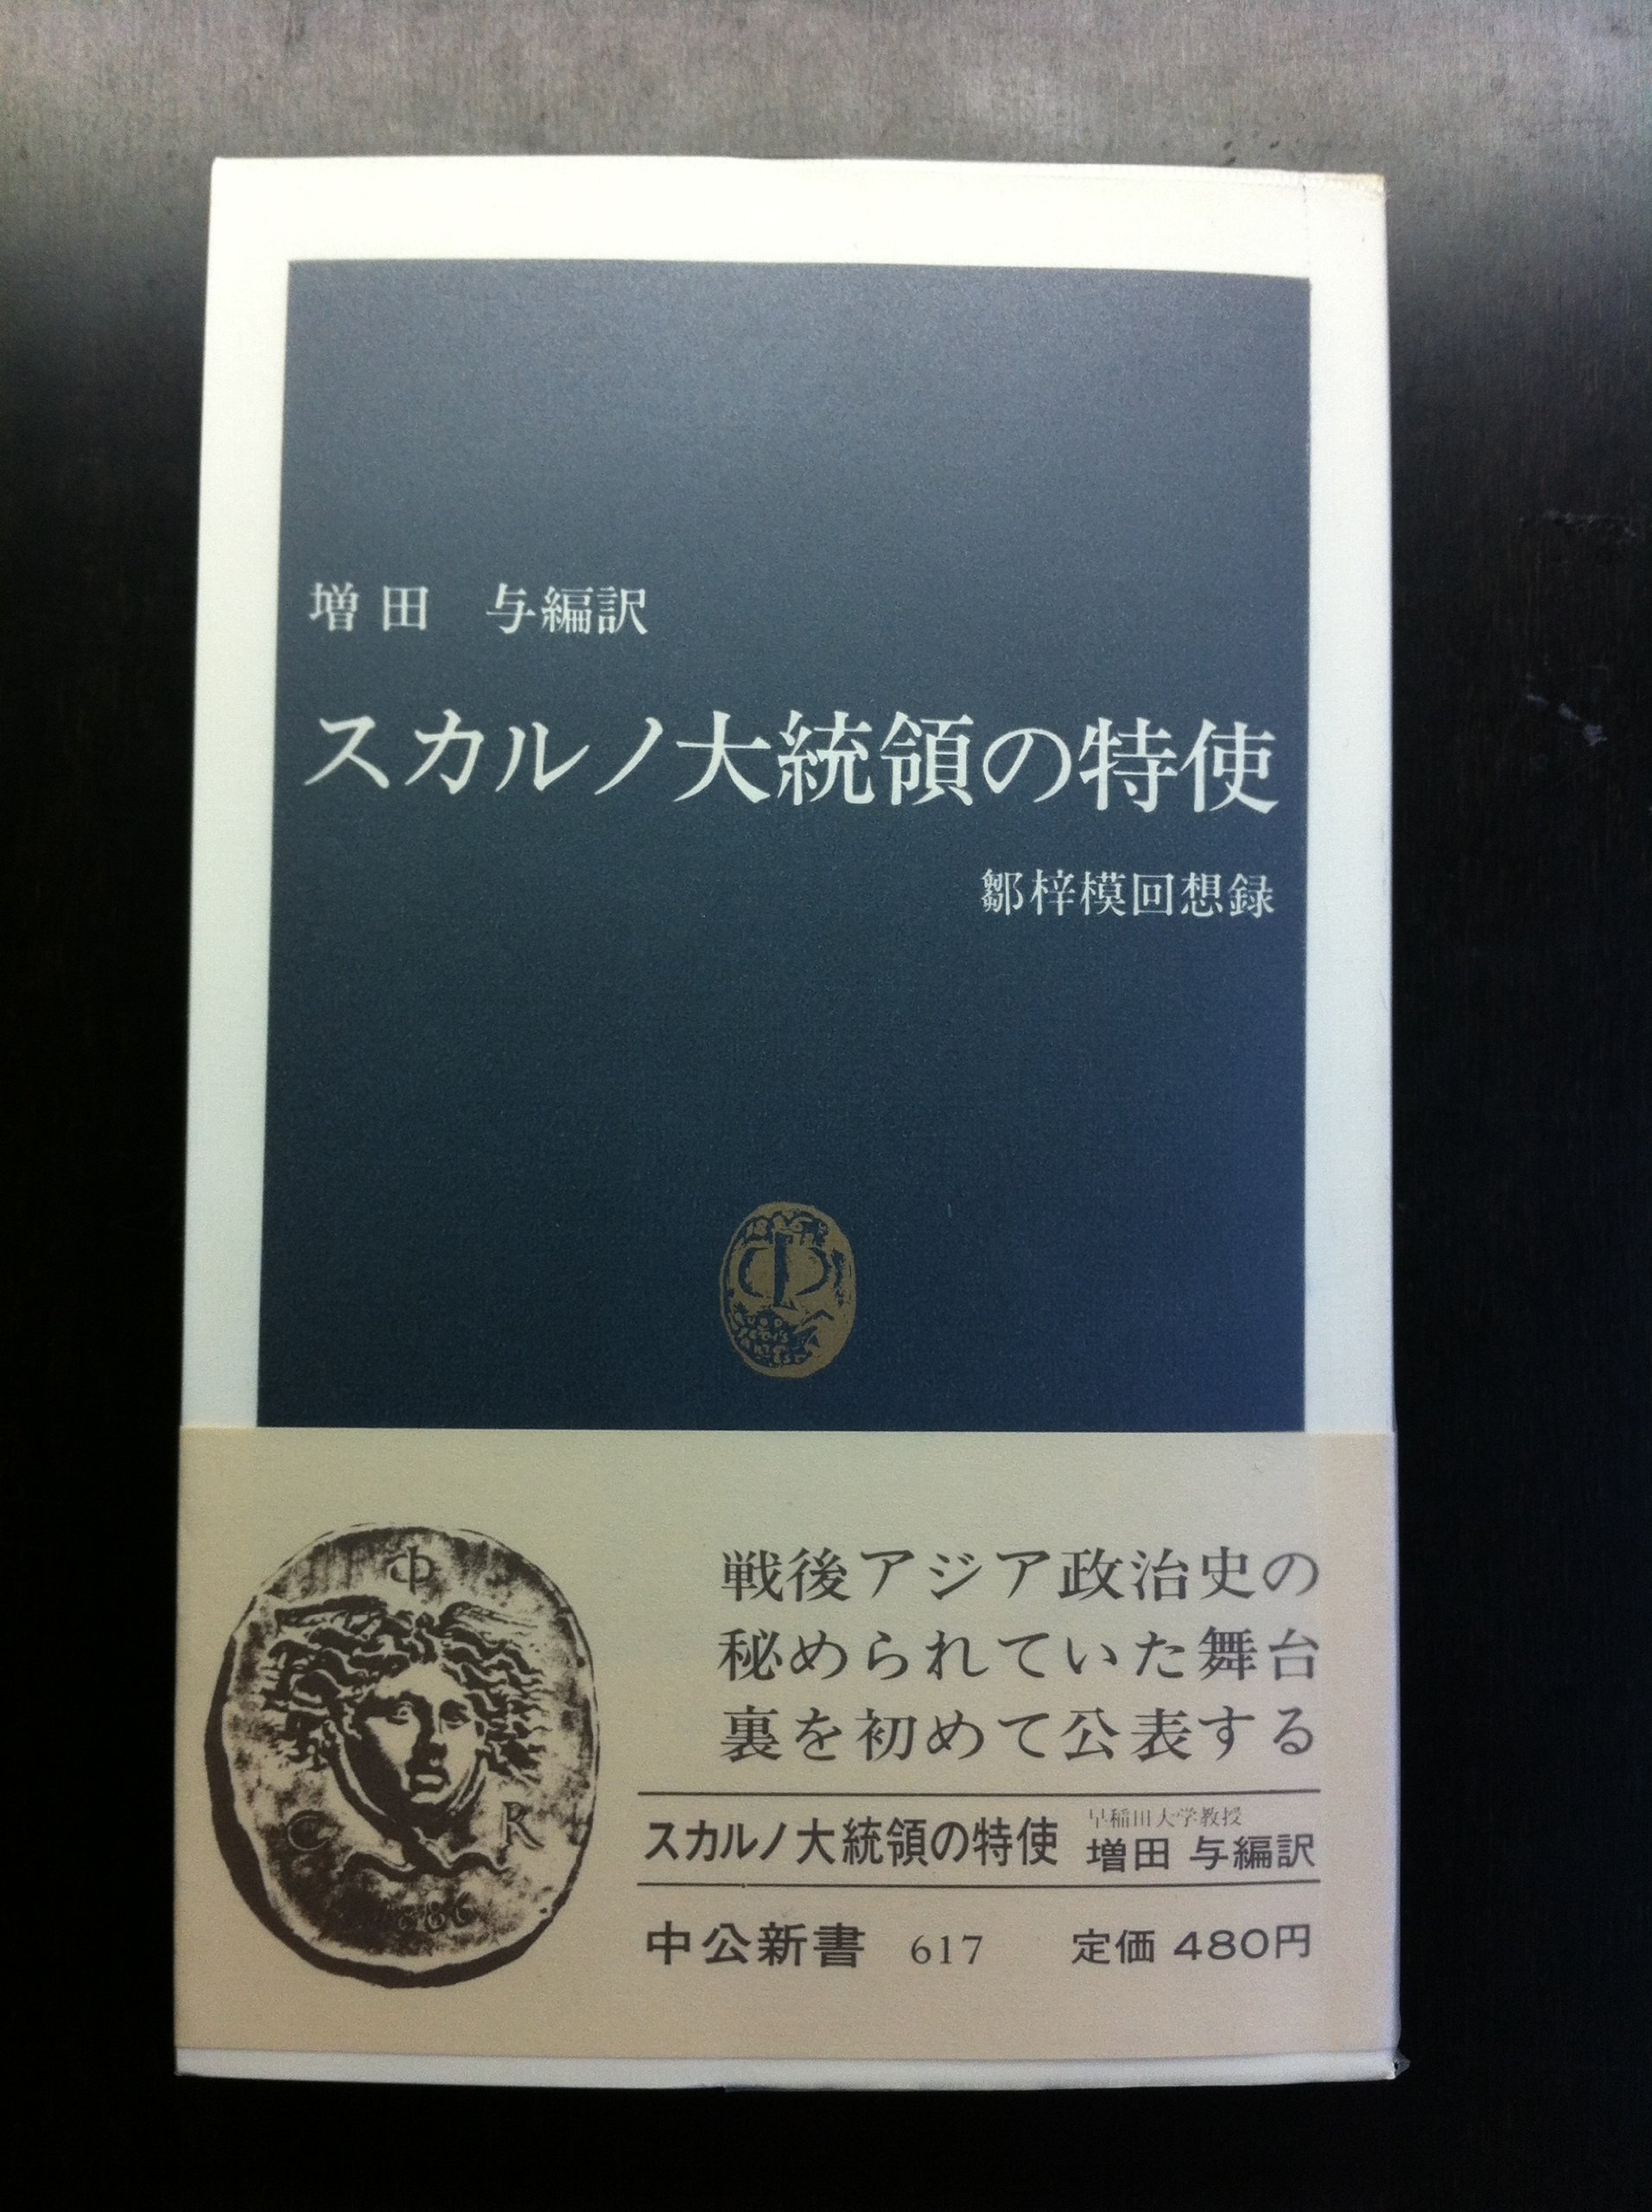 増田 与編訳
スカルノ大統領の特使
鄒梓模回想録
戦後アジア政治史の
秘められていた舞台
裏を初めて公表する
スカルノ大統領の特使
早稲田大学教授
増田 与編訳
中公新書 617 定価 480円
C R